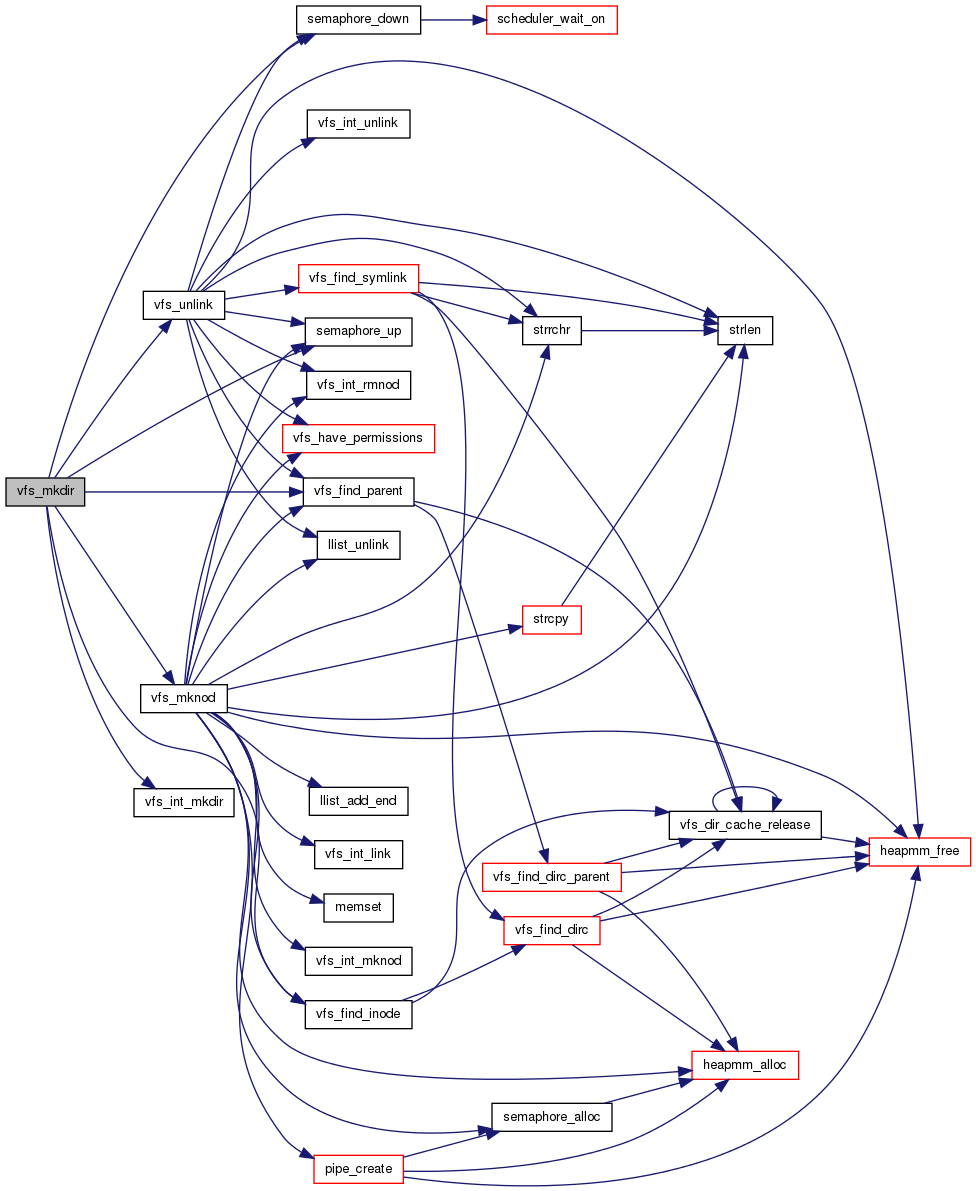 semaphore_down
scheduler_wait_on
vfs_int_unlink
vfs_find_symlink
vfs_unlink
semaphore_up
strrchr
strlen
vfs_int_rmnod
vfs_have_permissions
vfs_mkdir
vfs_find_parent
llist_unlink
strcpy
vfs_mknod
vfs_int_mkdir
llist_add_end
vfs_dir_cache_release
vfs_int_link
heapmm_free
vfs_find_dirc_parent
memset
vfs_find_dirc
vfs_int_mknod
vfs_find_inode
heapmm_alloc
semaphore_alloc
pipe_create